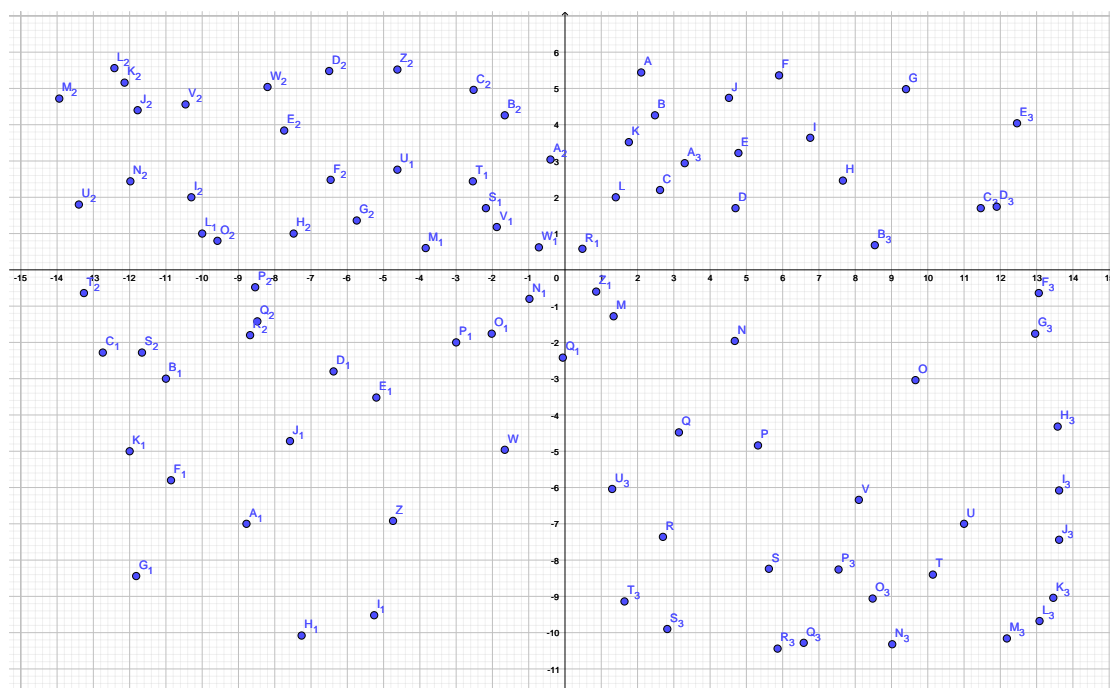 L₂
K₂
D₂
Z₂
6
A
F
M₂
J₂
V₂
W₂
C₂
5
J
G
E₂
B₂
4
B
E₃
K
I
A₂
3
A₃
E
N₂
F₂
U₁
T₁
H
U₂
I₂
S₁
2
L
C
D
D₃
L₁
O₂
H₂
G₂
M₁
V₁
W₁
1
R₁
B₃
-15 -14 -13 -12 -11 -10 -9 -8 -7 -6 -5 -4 -3 -2 -1 0 1 2 3 4 5 6 7 8 9 10 11 12 13 14
P₂
F₃
N₁
-1
M
Q₂
G₃
C₁
S₂
P₁
O₁
-2
Q₁
N
B₁
D₁
-3
O
E₁
K₁
J₁
-4
Q
P
H₃
W
-5
F₁
-6
U₃
V
I₃
A₁
Z
-7
R
U
J₃
G₁
-8
S
P₃
T
-9
T₃
O₃
K₃
H₁
I₁
-10
S₃
R₃
Q₃
N₃
M₃
L₃
-11